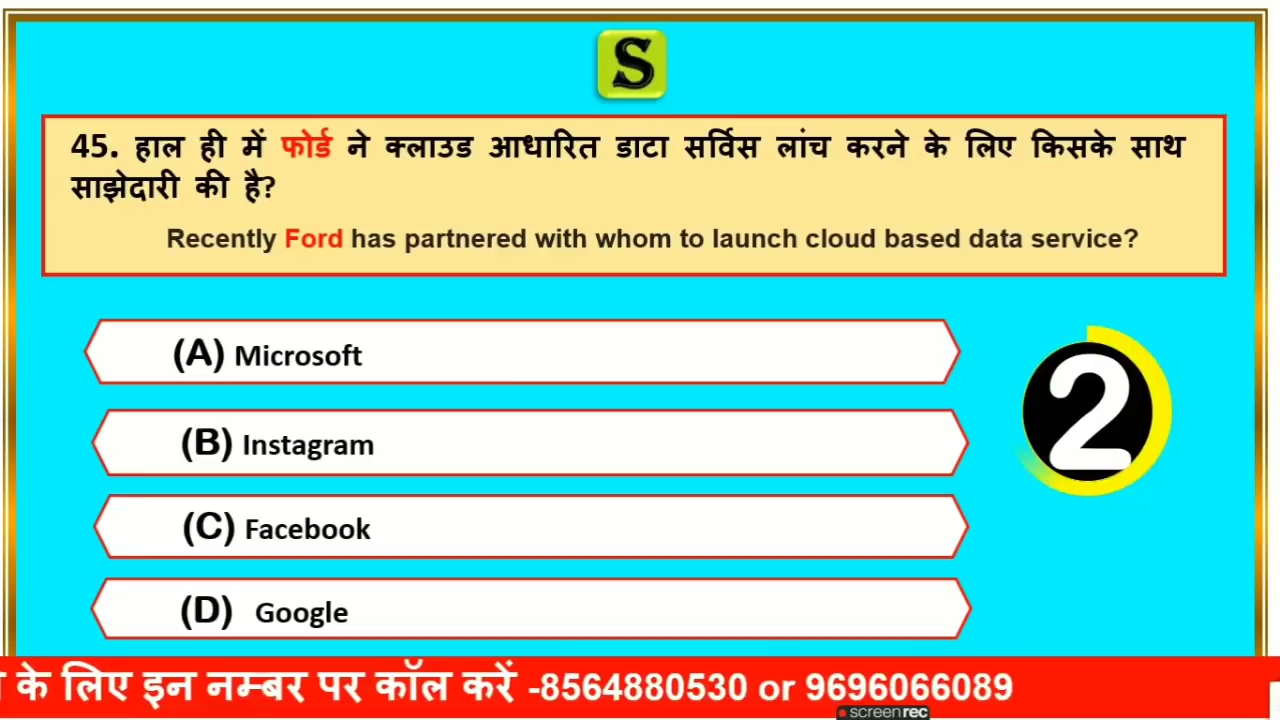 S
45. हाल ही में फोर्ड ने क्लाउड आधारित डाटा सर्विस लांच करने के लिए किसके साथ
साझेदारी की है?
Recently Ford has partnered with whom to launch cloud based data service?
(A) Microsoft
(B) Instagram
2
(C) Facebook
(D) Google
के लिए इन नम्बर पर कॉल करें -8564880530 or 9696066089
screenrec